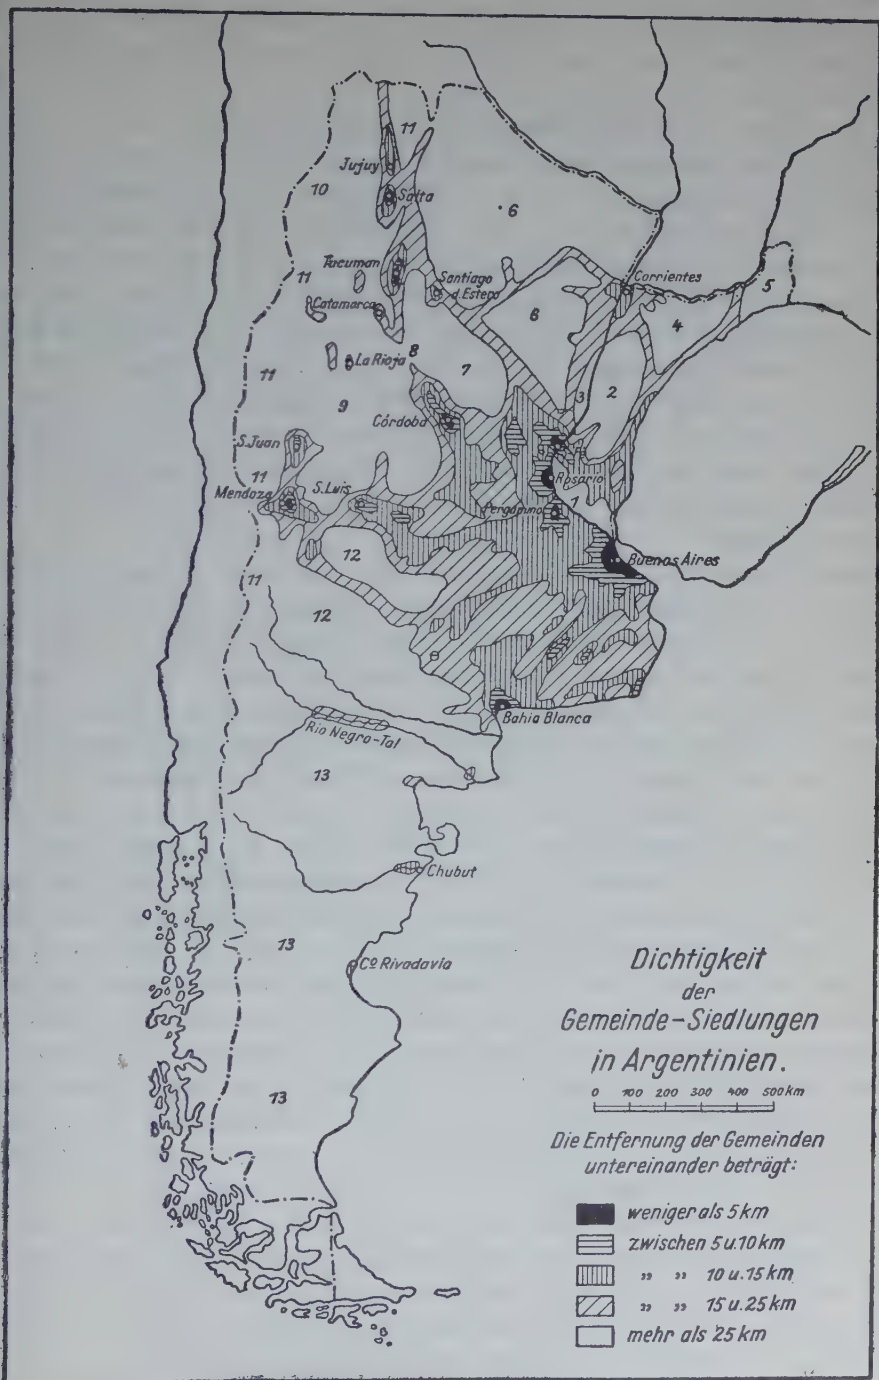 11
Jujuy
10
Salta
6
Tucuman
Santiago
d. Estero
Corrientes
11
5
Catamarca
6
4
8
La Rioja
7
11
2
9
3
Córdoba
S. Juan
11
Rosario
Mendoza
S. Luis
Pergamino
1
12
Buenos Aires
11
12
Bahia Blanca
Rio Negro-Tal
13
Chubut
13
Cº Rivadavia
13
Dichtigkeit
der
Gemeinde-Siedlungen
in Argentinien.
0 100 200 300 400 500 km
Die Entfernung der Gemeinden
untereinander beträgt:
weniger als 5 km
zwischen 5 u. 10 km
„ „ 10 u. 15 km
„ „ 15 u. 25 km
mehr als 25 km